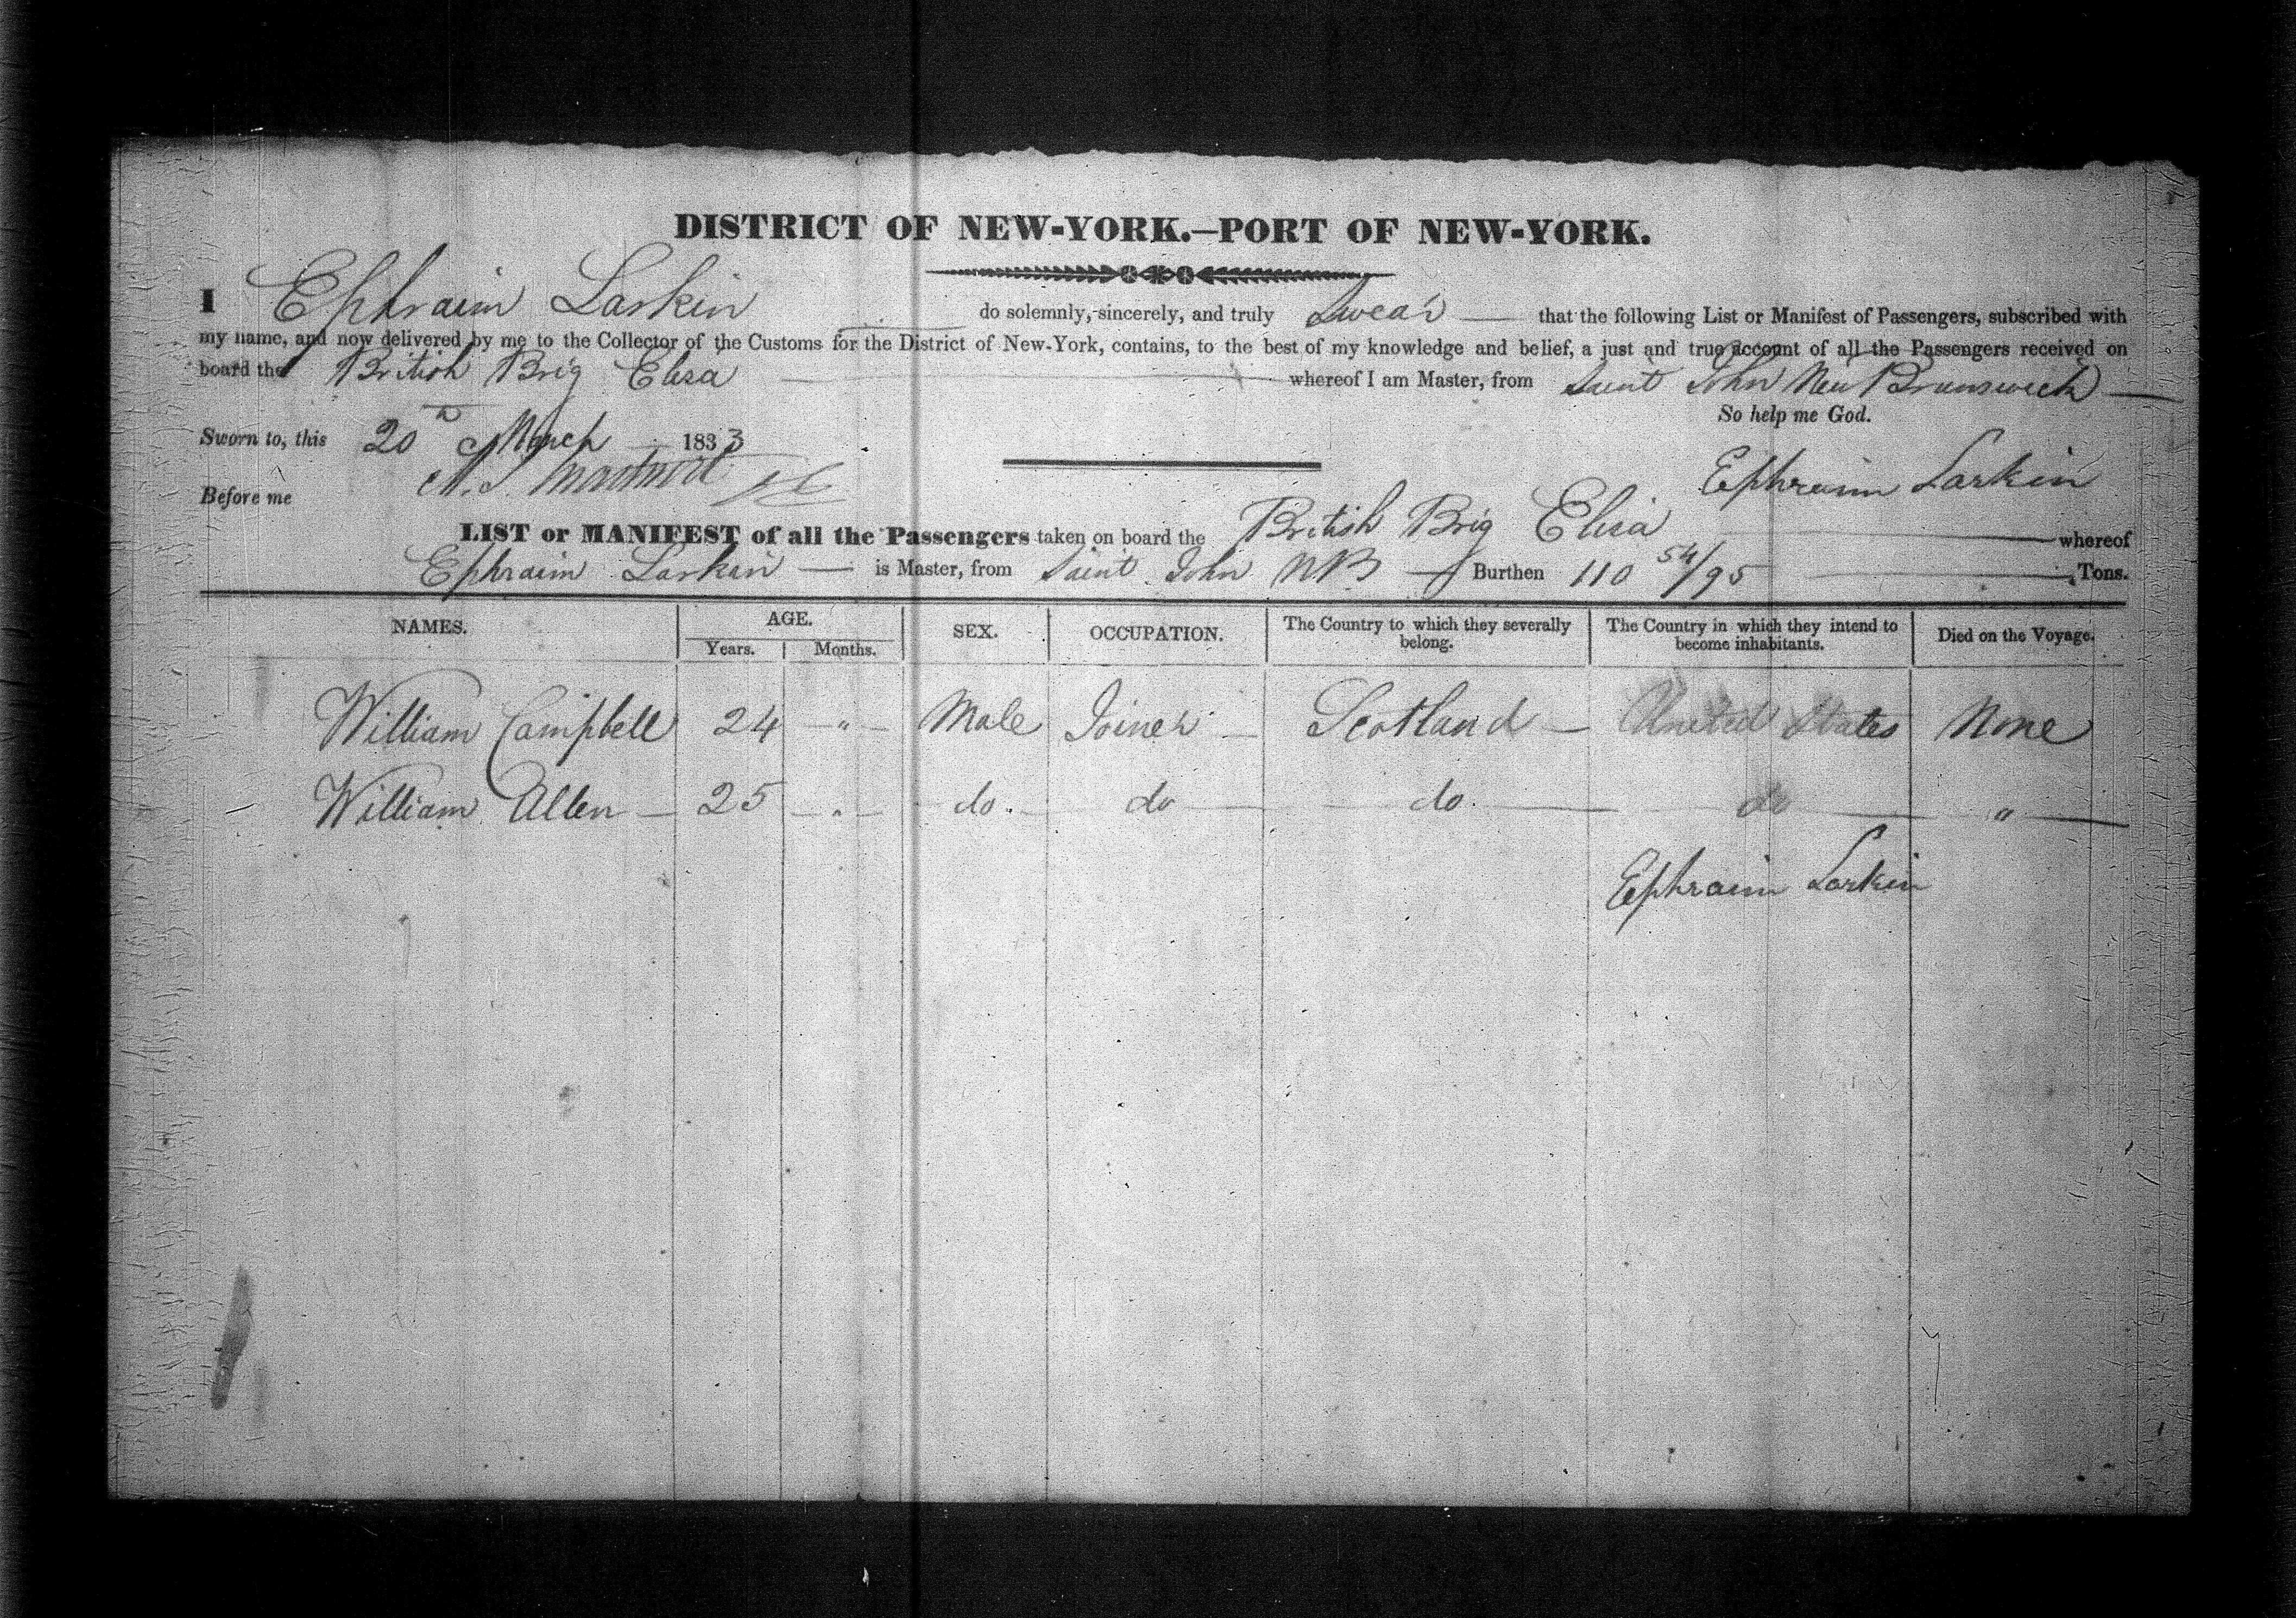 DISTRICT OF NEW-YORK.—PORT OF NEW-YORK.
I Ephraim Larkin do solemnly, sincerely, and truly Swear that the following List or Manifest of Passengers, subscribed with
my name, and now delivered by me to the Collector of the Customs for the District of New-York, contains, to the best of my knowledge and belief, a just and true account of all the Passengers received on
board the British Brig Eliza whereof I am Master, from Saint John New Brunswick
So help me God.
Sworn to, this 20th March 1833
Ephraim Larkin
Before me
LIST or MANIFEST of all the Passengers taken on board the British Brig Eliza whereof
Ephraim Larkin is Master, from Saint John NB Burthen 110 54/95 Tons.
NAMES. AGE. SEX. OCCUPATION. The Country to which they severally belong. The Country in which they intend to become inhabitants. Died on the Voyage.
Years. Months.
William Campbell 24 " Male Joiner Scotland United States None
William Allen 25 " do. do do. do "
Ephraim Larkin